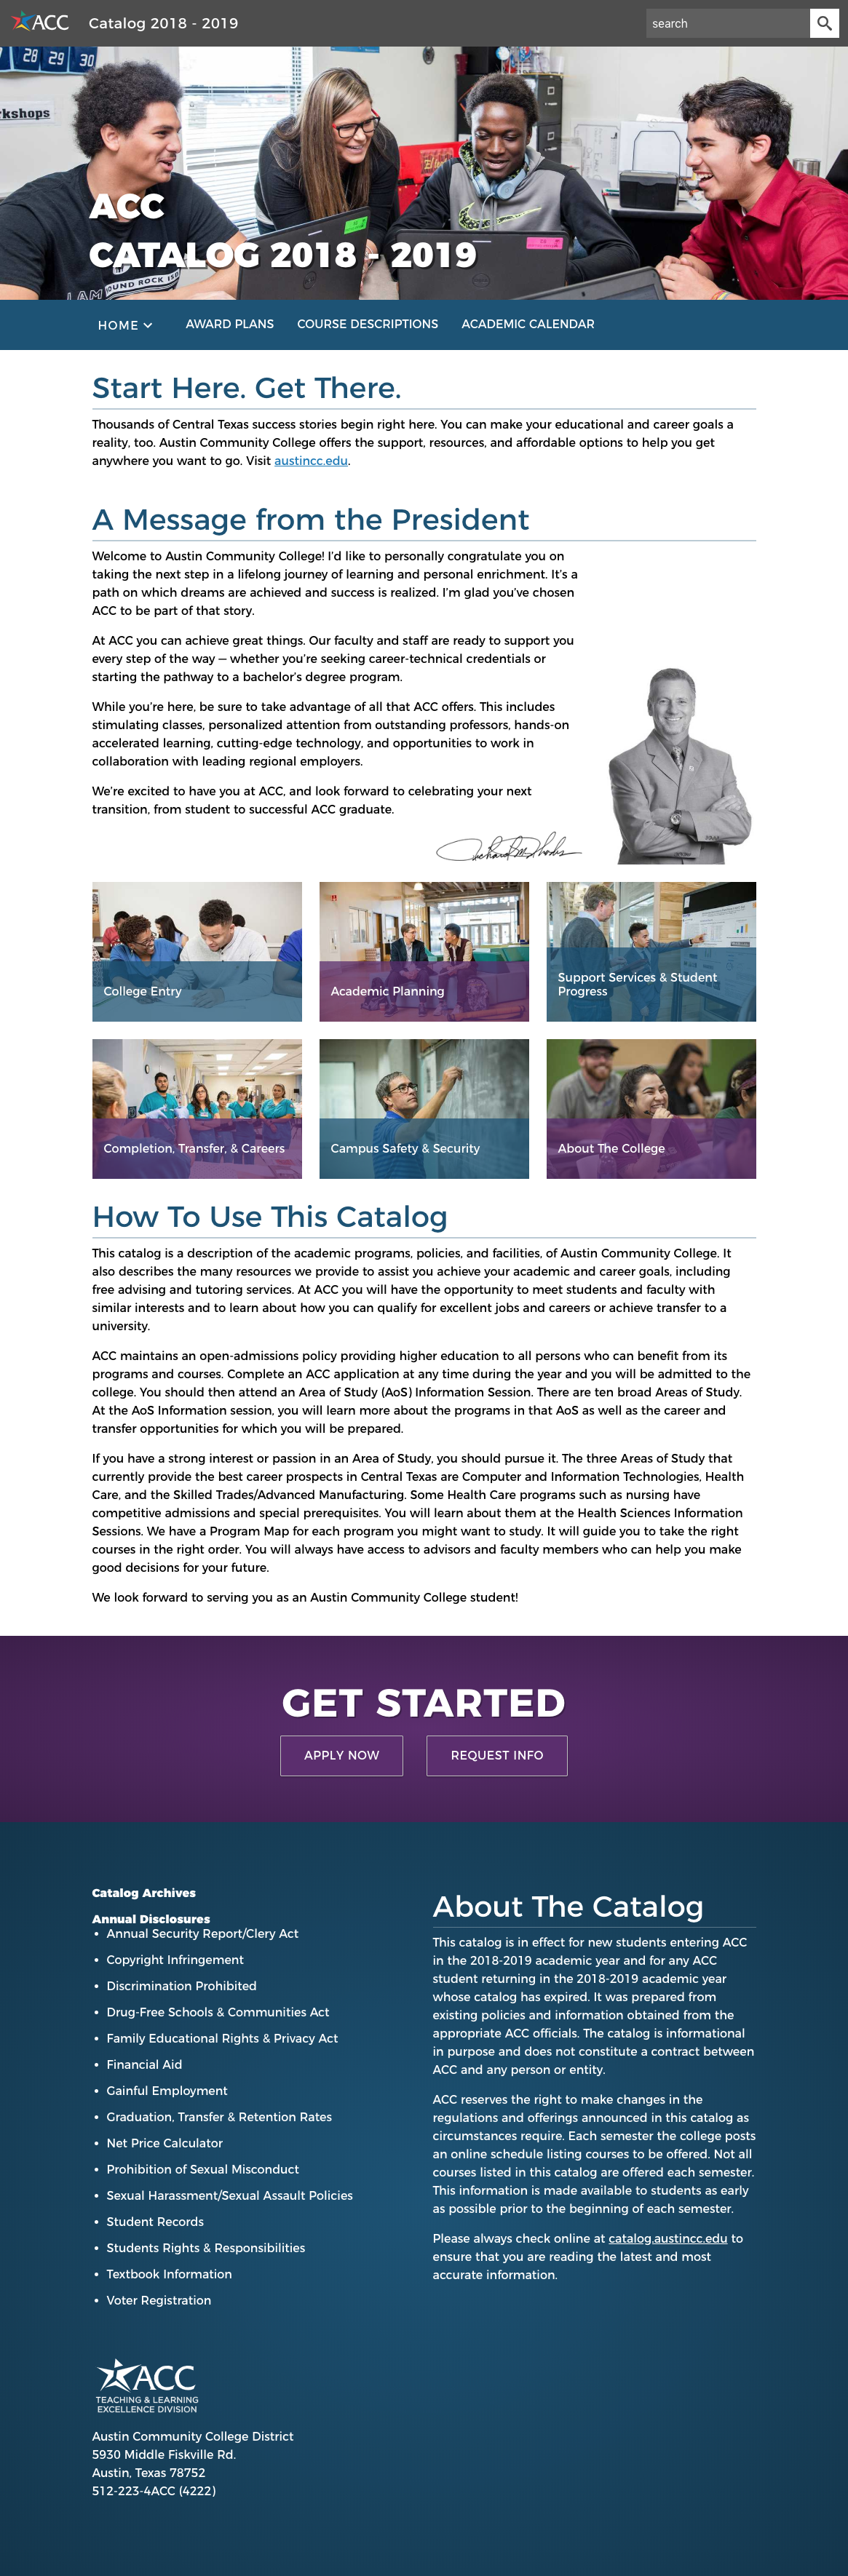 ACC
Catalog 2018 - 2019
search
28 29 30
rkshops
ACC
CATALOG 2018 - 2019
ROUND ROCK IS
I AM
HOME
AWARD PLANS
COURSE DESCRIPTIONS
ACADEMIC CALENDAR
Start Here. Get There.
Thousands of Central Texas success stories begin right here. You can make your educational and career goals a
reality, too. Austin Community College offers the support, resources, and affordable options to help you get
anywhere you want to go. Visit austincc.edu.
A Message from the President
Welcome to Austin Community College! I'd like to personally congratulate you on
taking the next step in a lifelong journey of learning and personal enrichment. It's a
path on which dreams are achieved and success is realized. I'm glad you've chosen
ACC to be part of that story.
At ACC you can achieve great things. Our faculty and staff are ready to support you
every step of the way — whether you're seeking career-technical credentials or
starting the pathway to a bachelor's degree program.
While you're here, be sure to take advantage of all that ACC offers. This includes
stimulating classes, personalized attention from outstanding professors, hands-on
accelerated learning, cutting-edge technology, and opportunities to work in
collaboration with leading regional employers.
We're excited to have you at ACC, and look forward to celebrating your next
transition, from student to successful ACC graduate.
College Entry
Academic Planning
Support Services & Student
Progress
Completion, Transfer, & Careers
Campus Safety & Security
About The College
How To Use This Catalog
This catalog is a description of the academic programs, policies, and facilities, of Austin Community College. It
also describes the many resources we provide to assist you achieve your academic and career goals, including
free advising and tutoring services. At ACC you will have the opportunity to meet students and faculty with
similar interests and to learn about how you can qualify for excellent jobs and careers or achieve transfer to a
university.
ACC maintains an open-admissions policy providing higher education to all persons who can benefit from its
programs and courses. Complete an ACC application at any time during the year and you will be admitted to the
college. You should then attend an Area of Study (AoS) Information Session. There are ten broad Areas of Study.
At the AoS Information session, you will learn more about the programs in that AoS as well as the career and
transfer opportunities for which you will be prepared.
If you have a strong interest or passion in an Area of Study, you should pursue it. The three Areas of Study that
currently provide the best career prospects in Central Texas are Computer and Information Technologies, Health
Care, and the Skilled Trades/Advanced Manufacturing. Some Health Care programs such as nursing have
competitive admissions and special prerequisites. You will learn about them at the Health Sciences Information
Sessions. We have a Program Map for each program you might want to study. It will guide you to take the right
courses in the right order. You will always have access to advisors and faculty members who can help you make
good decisions for your future.
We look forward to serving you as an Austin Community College student!
GET STARTED
APPLY NOW
REQUEST INFO
Catalog Archives
Annual Disclosures
• Annual Security Report/Clery Act
• Copyright Infringement
• Discrimination Prohibited
• Drug-Free Schools & Communities Act
• Family Educational Rights & Privacy Act
• Financial Aid
• Gainful Employment
• Graduation, Transfer & Retention Rates
• Net Price Calculator
• Prohibition of Sexual Misconduct
• Sexual Harassment/Sexual Assault Policies
• Student Records
• Students Rights & Responsibilities
• Textbook Information
• Voter Registration
About The Catalog
This catalog is in effect for new students entering ACC
in the 2018-2019 academic year and for any ACC
student returning in the 2018-2019 academic year
whose catalog has expired. It was prepared from
existing policies and information obtained from the
appropriate ACC officials. The catalog is informational
in purpose and does not constitute a contract between
ACC and any person or entity.
ACC reserves the right to make changes in the
regulations and offerings announced in this catalog as
circumstances require. Each semester the college posts
an online schedule listing courses to be offered. Not all
courses listed in this catalog are offered each semester.
This information is made available to students as early
as possible prior to the beginning of each semester.
Please always check online at catalog.austincc.edu to
ensure that you are reading the latest and most
accurate information.
ACC
TEACHING & LEARNING
EXCELLENCE DIVISION
Austin Community College District
5930 Middle Fiskville Rd.
Austin, Texas 78752
512-223-4ACC (4222)